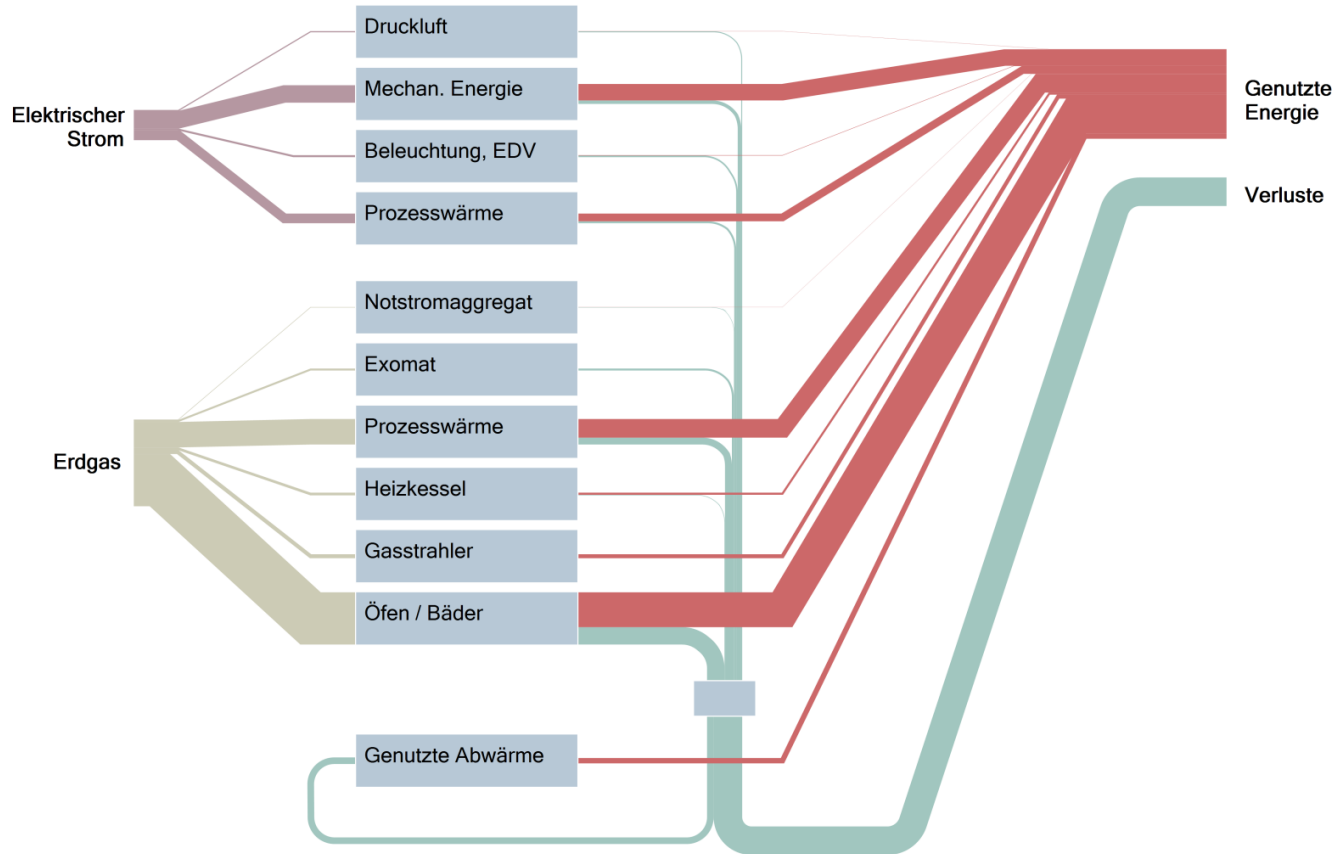 Druckluft
Mechan. Energie
Elektrischer
Strom
Beleuchtung, EDV
Prozesswärme
Genutzte
Energie
Verluste
Notstromaggregat
Exomat
Prozesswärme
Erdgas
Heizkessel
Gasstrahler
Öfen / Bäder
Genutzte Abwärme